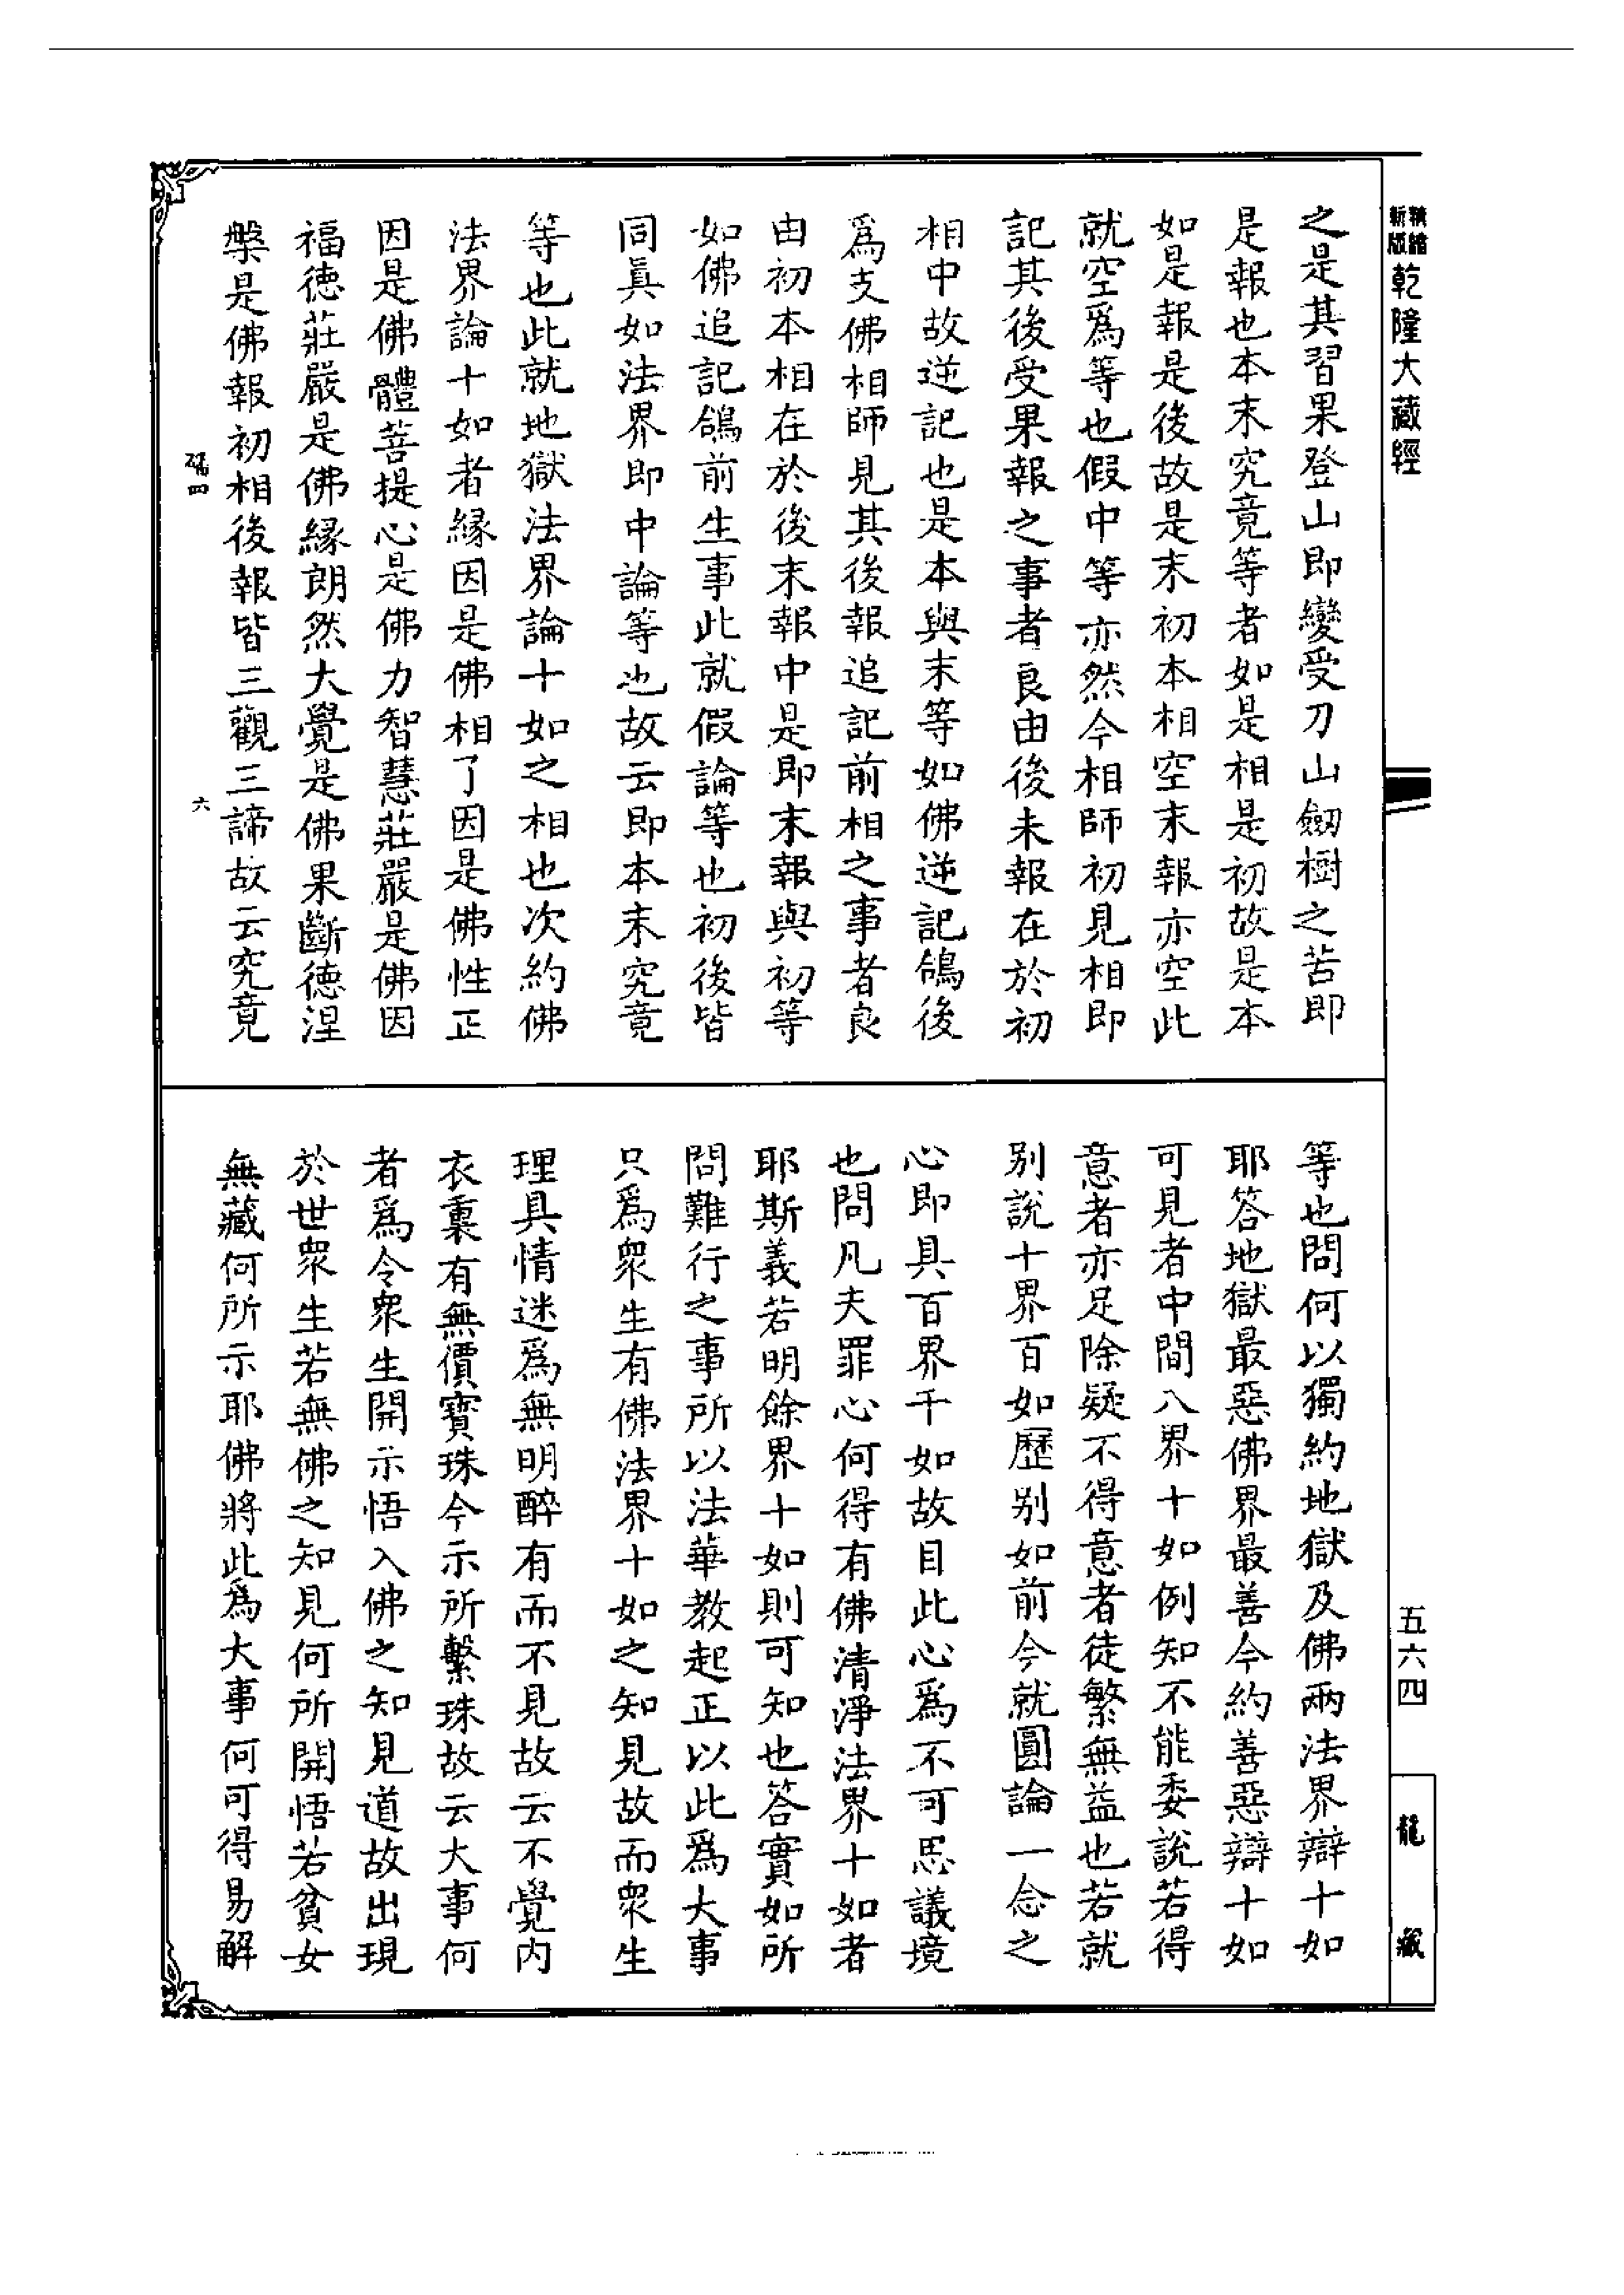 精縮
新版
乾隆大藏經
五六四
龍藏
之是其習果登山即變受刀山劒樹之苦即
是報也本末究竟等者如是相是初故是本
如是報是後故是末初本相空末報亦空此
就空爲等也假中等亦然今相師初見相即
記其後受果報之事者良由後末報在於初
相中故逆記也是本與末等如佛逆記鴿後
爲支佛相師見其後報追記前相之事者良
由初本相在於後末報中是即末報與初等
如佛追記鴿前生事此就假論等也初後皆
同眞如法界即中論等也故云即本末究竟
等也此就地獄法界論十如之相也次約佛
法界論十如者緣因是佛相了因是佛性正
因是佛體菩提心是佛力智慧莊嚴是佛因
福德莊嚴是佛緣朗然大覺是佛果斷德涅
槃是佛報初相後報皆三觀三諦故云究竟
等也問何以獨約地獄及佛兩法界辯十如
耶答地獄最惡佛界最善今約善惡辯十如
可見者中間八界十如例知不能委說若得
意者亦足除疑不得意者徒繁無益也若就
別說十界百如歷別如前今就圓論一念之
心即具百界千如故目此心爲不可思議境
也問凡夫罪心何得有佛清淨法界十如者
耶斯義若明餘界十如則可知也答實如所
問難行之事所以法華教起正以此爲大事
只爲衆生有佛法界十如之知見故而衆生
理具情迷爲無明醉有而不見故云不覺内
衣裏有無價寶珠今示所繫珠故云大事何
者爲令衆生開示悟入佛之知見道故出現
於世衆生若無佛之知見何所開悟若貧女
無藏何所示耶佛將此爲大事何可得易解
六